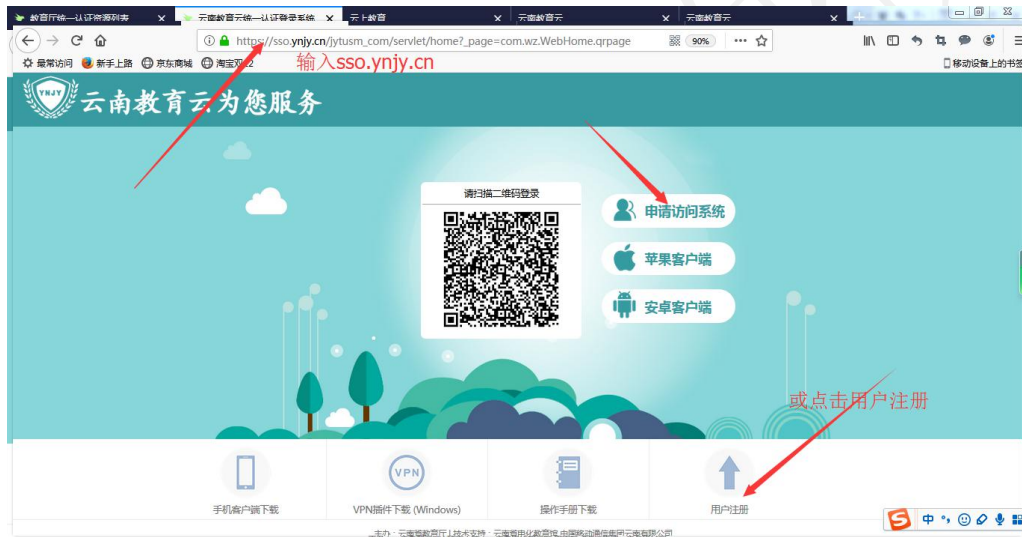 教育厅统一认证资源列表
云南教育云统一认证登录系统
云上教育
云南教育云
云南教育云
https://sso.ynjy.cn/jytusm_com/servlet/home?_page=com.wz.WebHome.qrpage
90%
最常访问 新手上路 京东商城
移动设备上的书签
输入sso.ynjy.cn
YNJY
云南教育云为您服务
请扫描二维码登录
申请访问系统
苹果客户端
安卓客户端
或点击用户注册
手机客户端下载
VPN
VPN插件下载 (Windows)
操作手册下载
用户注册
中